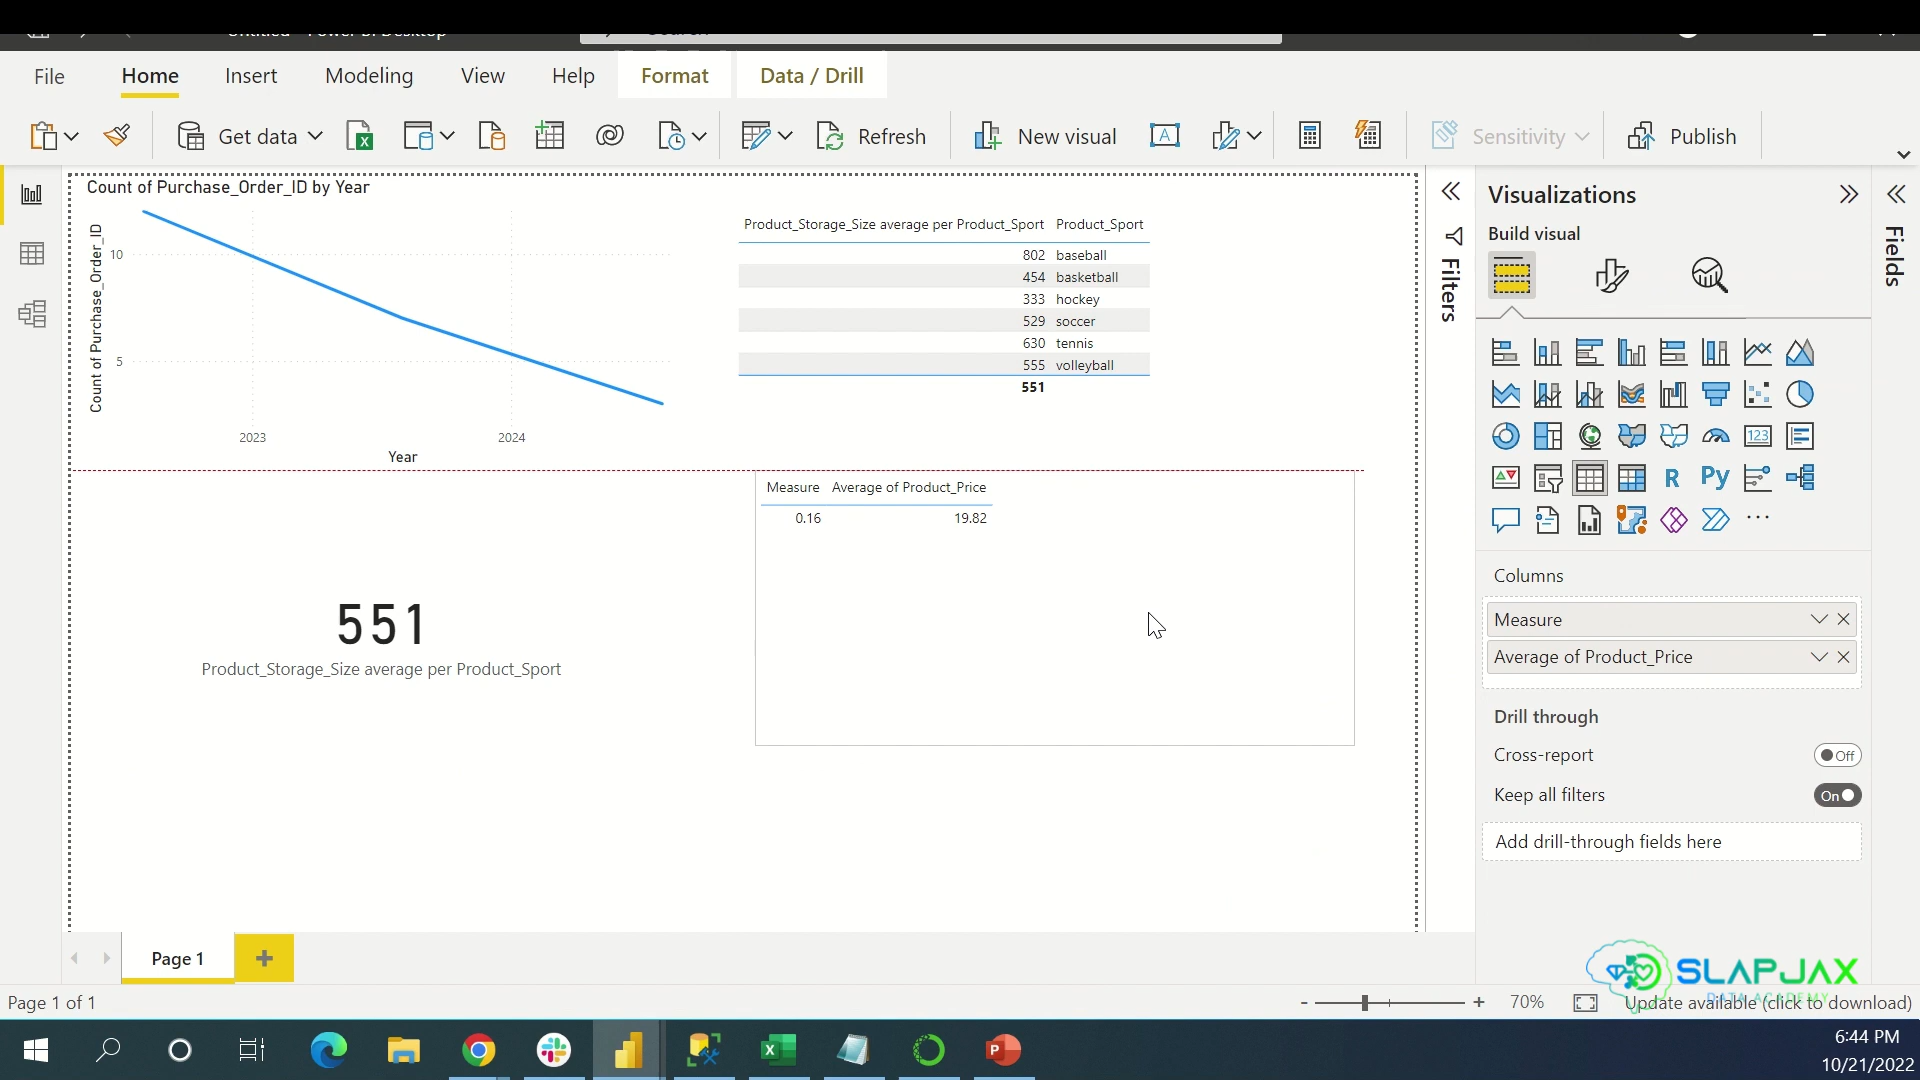 File Home Insert Modeling View Help Format Data / Drill
Get data Refresh New visual Sensitivity Publish
Count of Purchase_Order_ID by Year
Count of Purchase_Order_ID
10
5
2023 2024
Year
Product_Storage_Size average per Product_Sport Product_Sport
802 baseball
454 basketball
333 hockey
529 soccer
630 tennis
555 volleyball
551
Measure Average of Product_Price
0.16 19.82
551
Product_Storage_Size average per Product_Sport
Filters
Visualizations
Build visual
123
R Py
Columns
Measure
Average of Product_Price
Drill through
Cross-report Off
Keep all filters On
Add drill-through fields here
Fields
Page 1
SLAPJAX
DATA ACADEMY
Page 1 of 1 - + 70% Update available (click to download)
6:44 PM
10/21/2022